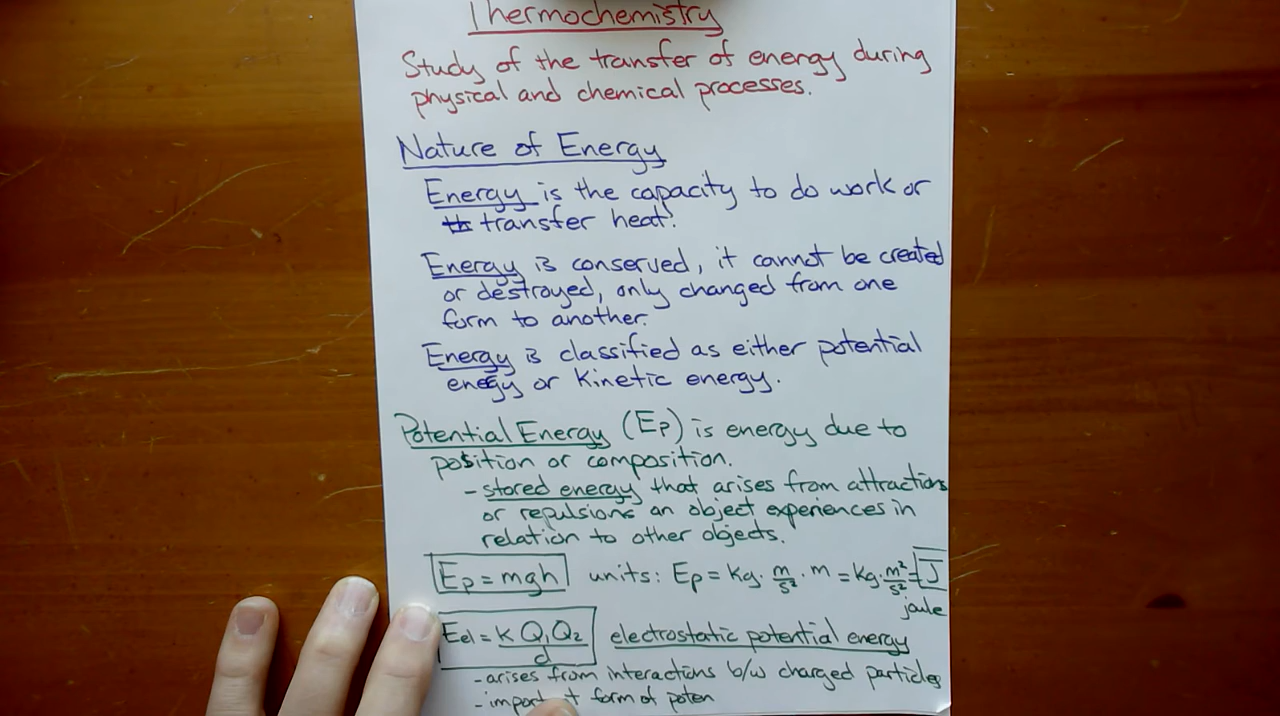 Thermochemistry
Study of the transfer of energy during
physical and chemical processes.
Nature of Energy
Energy is the capacity to do work or
th transfer heat.
Energy is conserved, it cannot be created
or destroyed, only changed from one
form to another.
Energy is classified as either potential
energy or kinetic energy.
Potential Energy (Ep) is energy due to
position or composition.
- stored energy that arises from attractions
or repulsions an object experiences in
relation to other objects.
Ep = mgh units: Ep = kg · m/s² · m = kg · m²/s² = J
joule
Eel = k Q₁Q₂/d electrostatic potential energy
- arises from interactions b/w charged particles
- form of poten